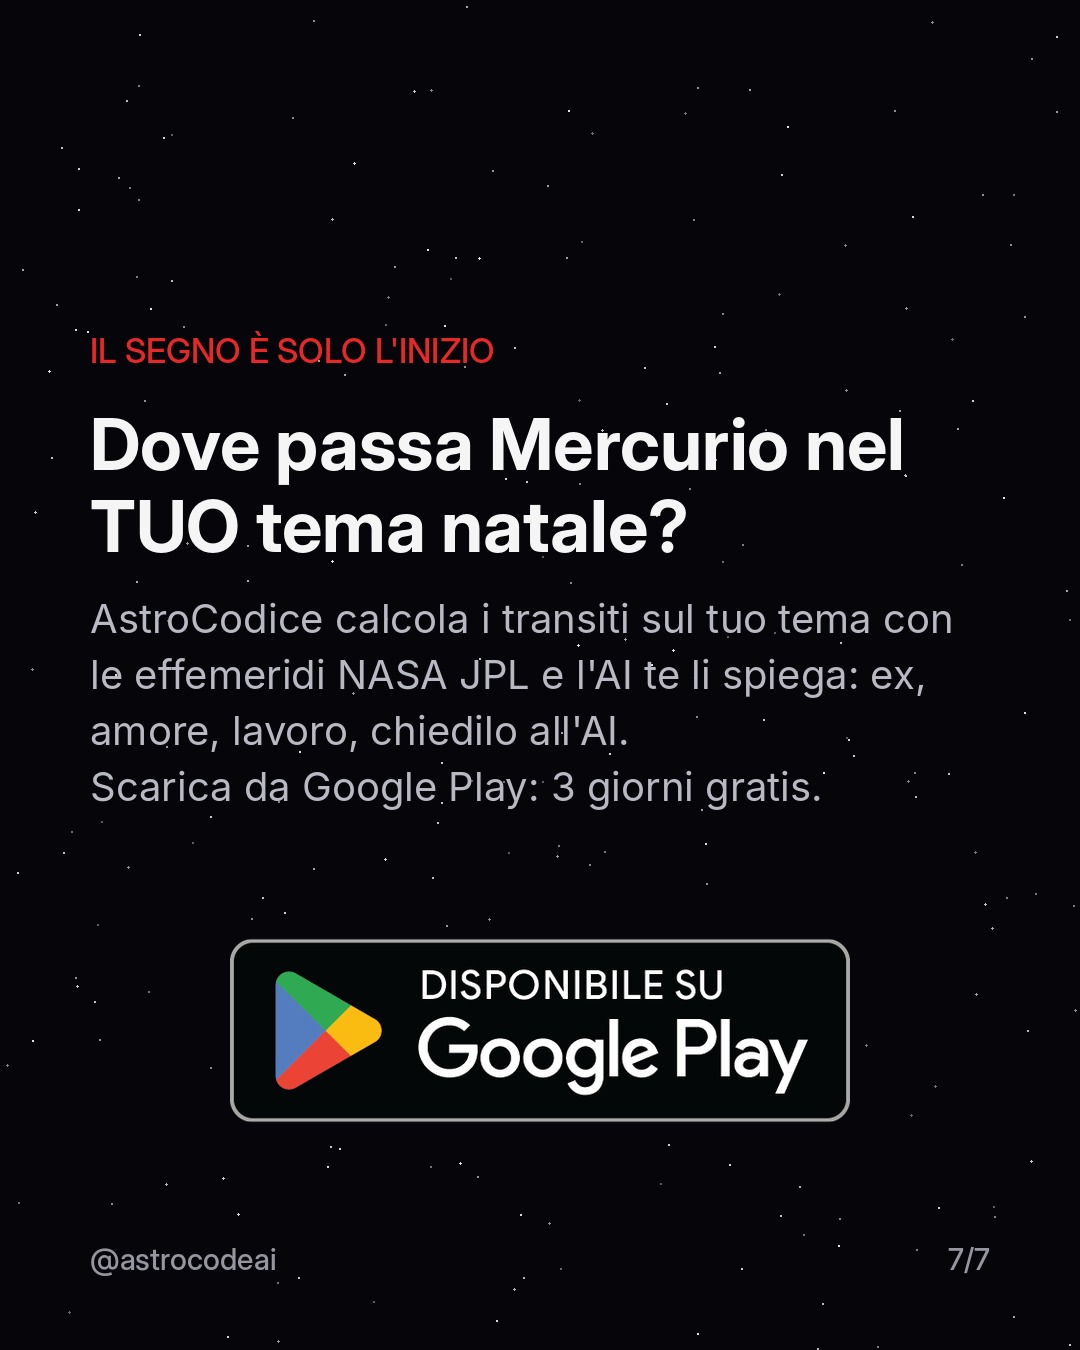 IL SEGNO È SOLO L'INIZIO
Dove passa Mercurio nel
TUO tema natale?
AstroCodice calcola i transiti sul tuo tema con
le effemeridi NASA JPL e l'AI te li spiega: ex,
amore, lavoro, chiedilo all'AI.
Scarica da Google Play: 3 giorni gratis.
DISPONIBILE SU
Google Play
@astrocodeai
7/7